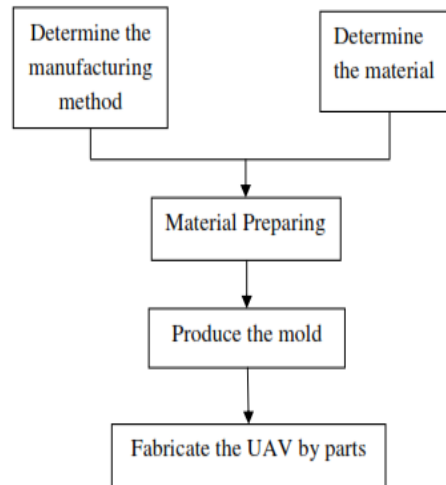 Determine the
manufacturing
method
Determine
the material
Material Preparing
Produce the mold
Fabricate the UAV by parts